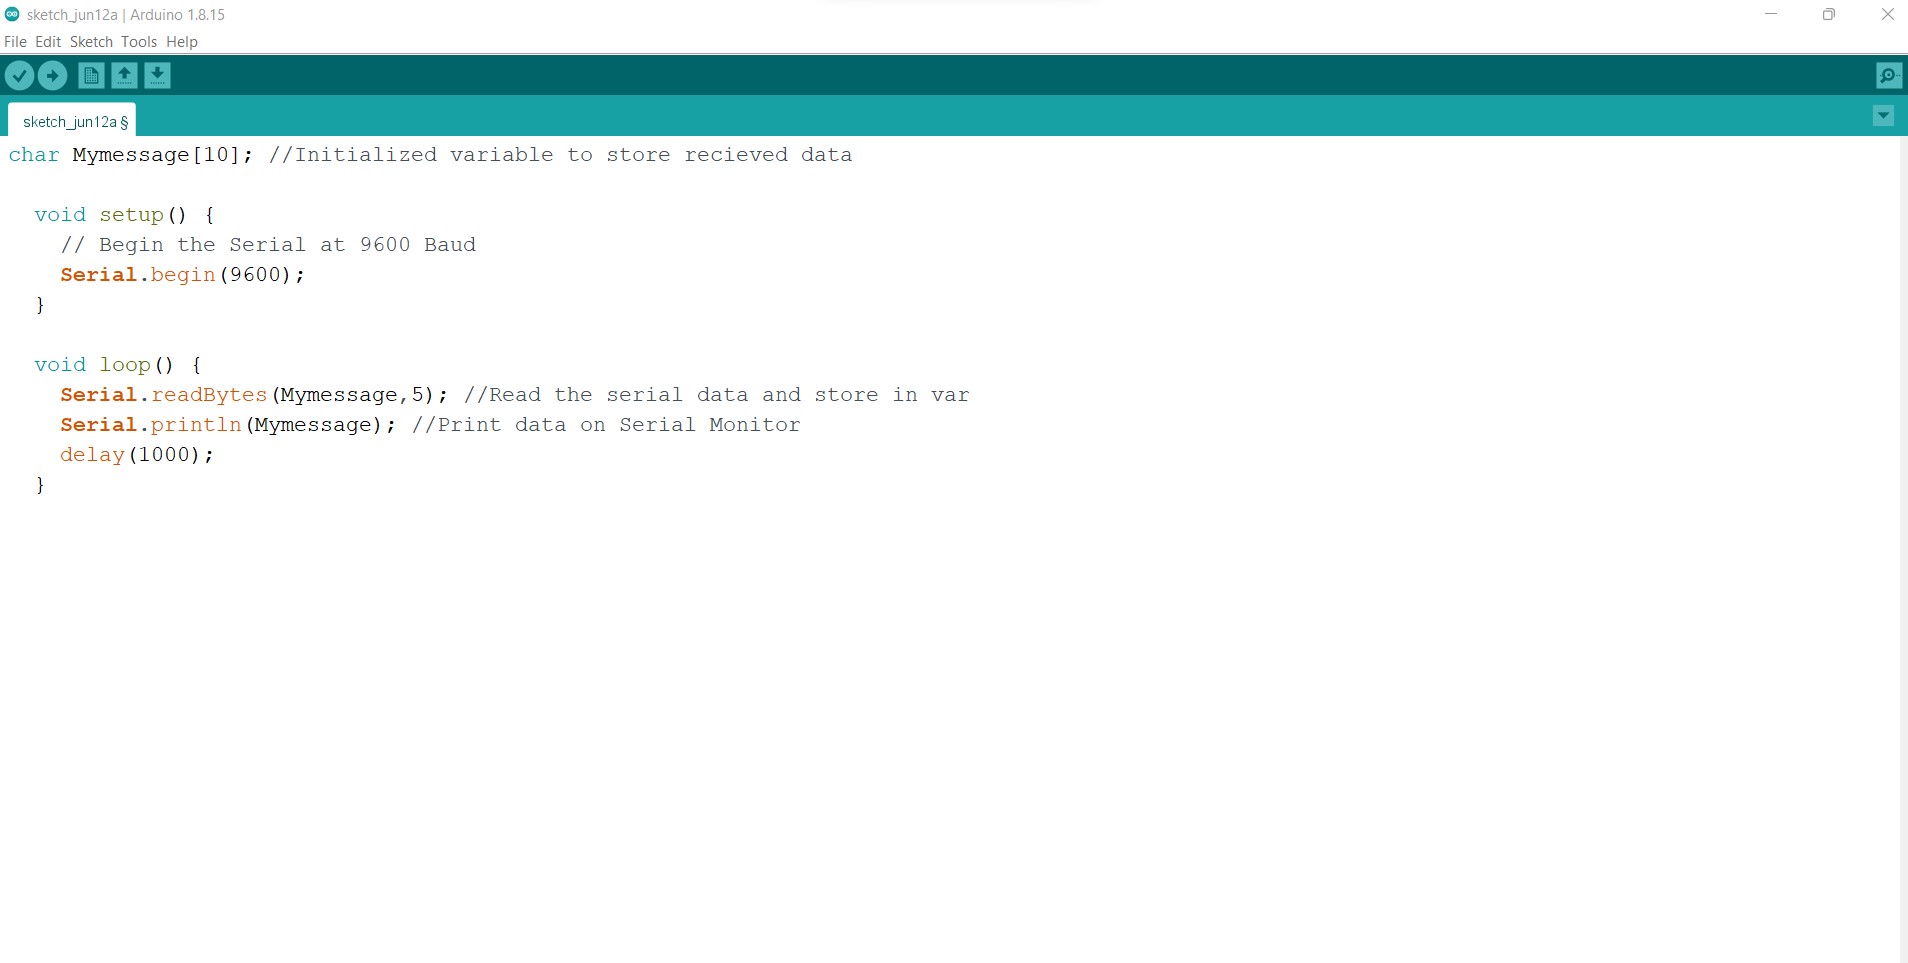 sketch_jun12a | Arduino 1.8.15
File Edit Sketch Tools Help
sketch_jun12a §
char Mymessage[10]; //Initialized variable to store recieved data
void setup() {
// Begin the Serial at 9600 Baud
Serial.begin(9600);
}
void loop() {
Serial.readBytes(Mymessage,5); //Read the serial data and store in var
Serial.println(Mymessage); //Print data on Serial Monitor
delay(1000);
}